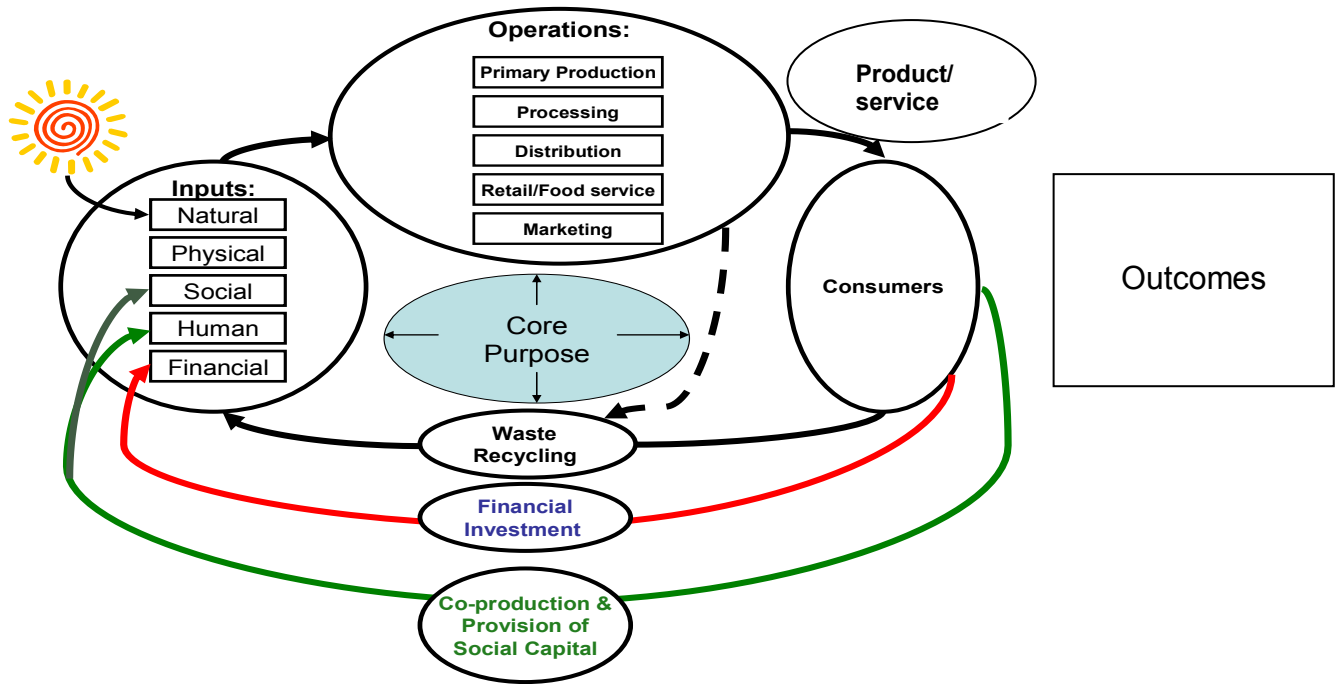 Operations:
Primary Production
Processing
Distribution
Retail/Food service
Marketing
Product/
service
Inputs:
Natural
Physical
Social
Human
Financial
Core
Purpose
Consumers
Outcomes
Waste
Recycling
Financial
Investment
Co-production &
Provision of
Social Capital